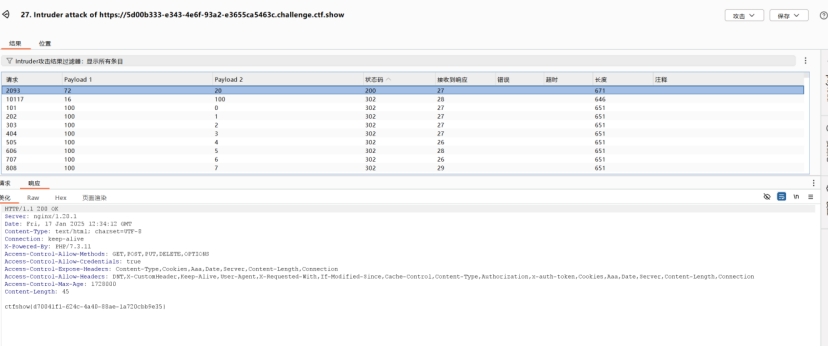 27. Intruder attack of https://5d00b333-e343-4e6f-93a2-e3655ca5463c.challenge.ctf.show
攻击 保存
结果 位置
Intruder攻击结果过滤器：显示所有条目
请求 Payload 1 Payload 2 状态码 接收到响应 错误 超时 长度 注释
2093 72 20 200 27 671
10117 16 100 302 28 646
101 100 0 302 27 651
202 100 1 302 27 651
303 100 2 302 27 651
404 100 3 302 27 651
505 100 4 302 26 651
606 100 5 302 28 651
707 100 6 302 26 651
808 100 7 302 29 651
请求 响应
美化 Raw Hex 页面渲染
HTTP/1.1 200 OK
Server: nginx/1.20.1
Date: Fri, 17 Jan 2025 12:34:12 GMT
Content-Type: text/html; charset=UTF-8
Connection: keep-alive
X-Powered-By: PHP/7.3.11
Access-Control-Allow-Methods: GET,POST,PUT,DELETE,OPTIONS
Access-Control-Allow-Credentials: true
Access-Control-Expose-Headers: Content-Type,Cookies,Aaa,Date,Server,Content-Length,Connection
Access-Control-Allow-Headers: DNT,X-CustomHeader,Keep-Alive,User-Agent,X-Requested-With,If-Modified-Since,Cache-Control,Content-Type,Authorization,x-auth-token,Cookies,Aaa,Date,Server,Content-Length,Connection
Access-Control-Max-Age: 1728000
Content-Length: 45
ctfshow{d70041f1-624c-4a40-88ae-1a720cbb9e35}